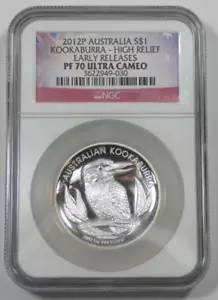 2012P AUSTRALIA S$1
KOOKABURRA - HIGH RELIEF
EARLY RELEASES
PF 70 ULTRA CAMEO
3622949-030
NGC
AUSTRALIAN KOOKABURRA